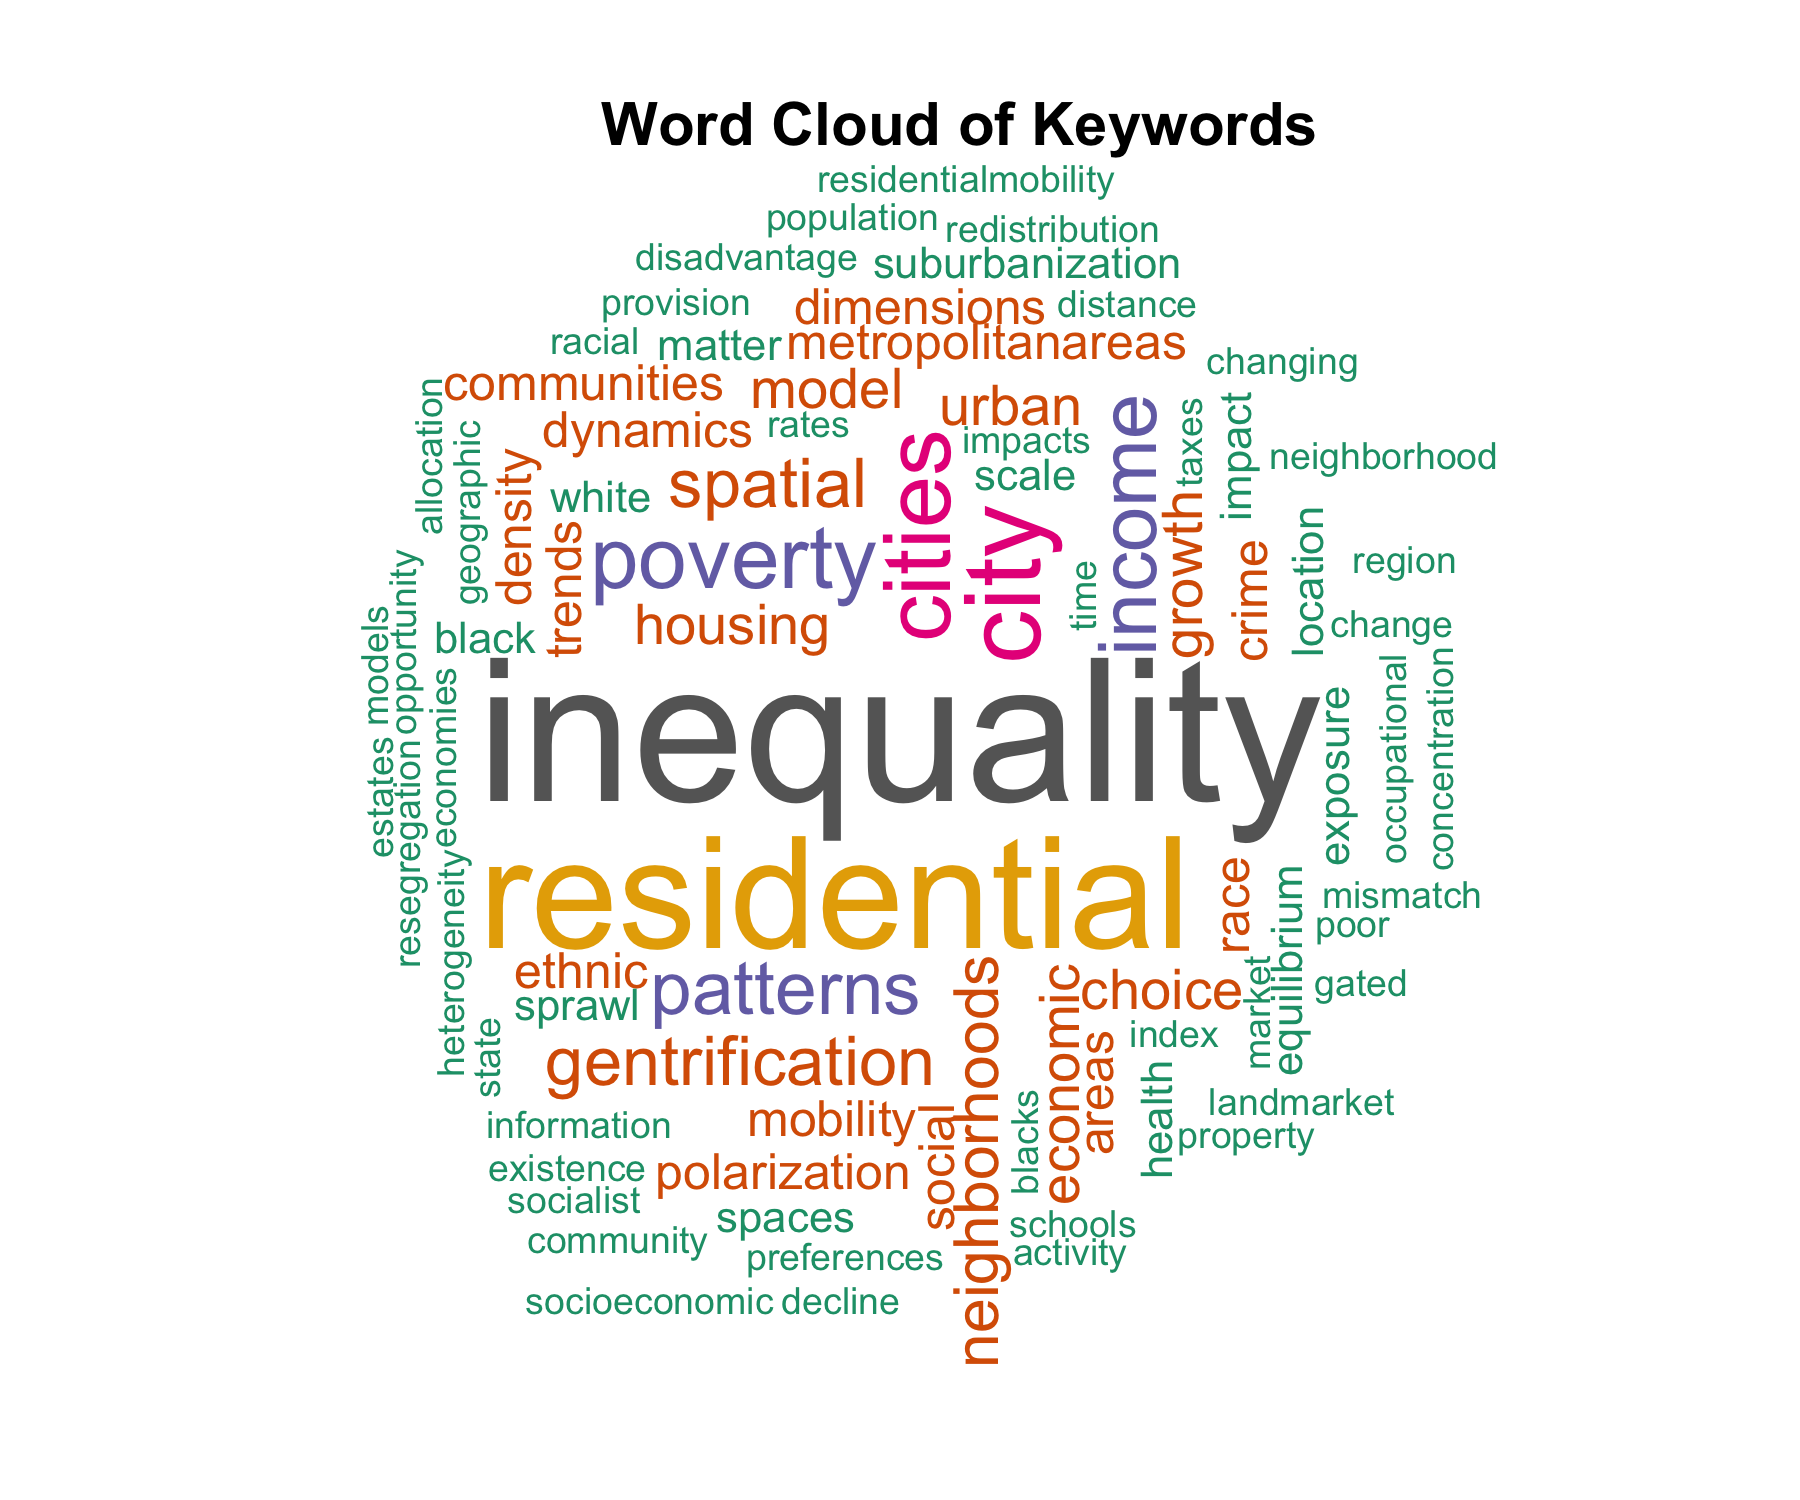 Word Cloud of Keywords
residentialmobility
population
redistribution
disadvantage
suburbanization
provision
dimensions
distance
racial
matter
metropolitanareas
changing
communities
model
urban
allocation
geographic
density
dynamics
rates
cities
impacts
income
taxes
impact
neighborhood
white
spatial
scale
city
growth
trends
poverty
time
crime
location
region
models
opportunity
black
housing
change
inequality
estates
resegregation
economies
exposure
occupational
concentration
residential
heterogeneity
race
equilibrium
mismatch
poor
ethnic
sprawl
patterns
neighborhoods
economic
choice
market
gated
state
gentrification
areas
index
health
landmarket
information
mobility
social
blacks
property
existence
polarization
socialist
spaces
schools
community
preferences
activity
socioeconomic
decline